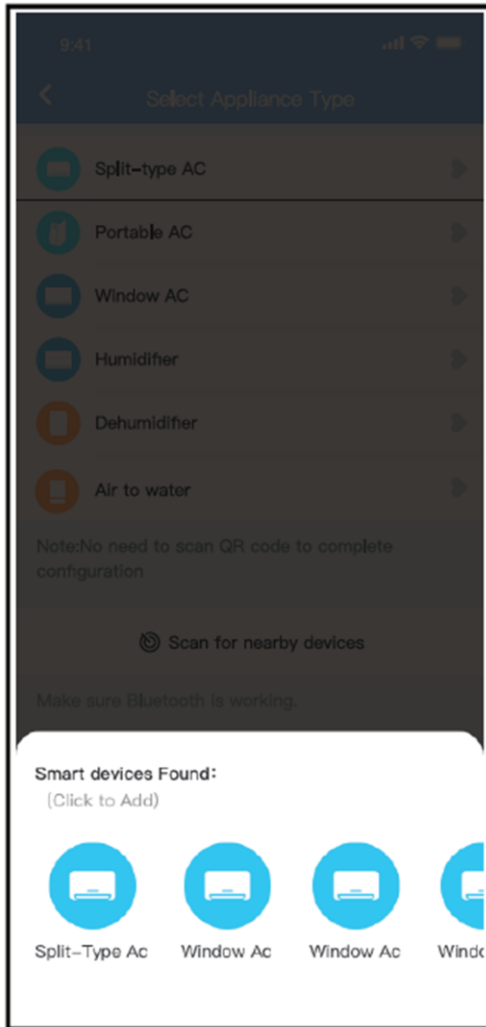 9:41
Select Appliance Type
Split-type AC
Portable AC
Window AC
Humidifier
Dehumidifier
Air to water
Note:No need to scan QR code to complete
configuration
Scan for nearby devices
Make sure Bluetooth is working.
Smart devices Found:
(Click to Add)
Split-Type Ac Window Ac Window Ac Windo